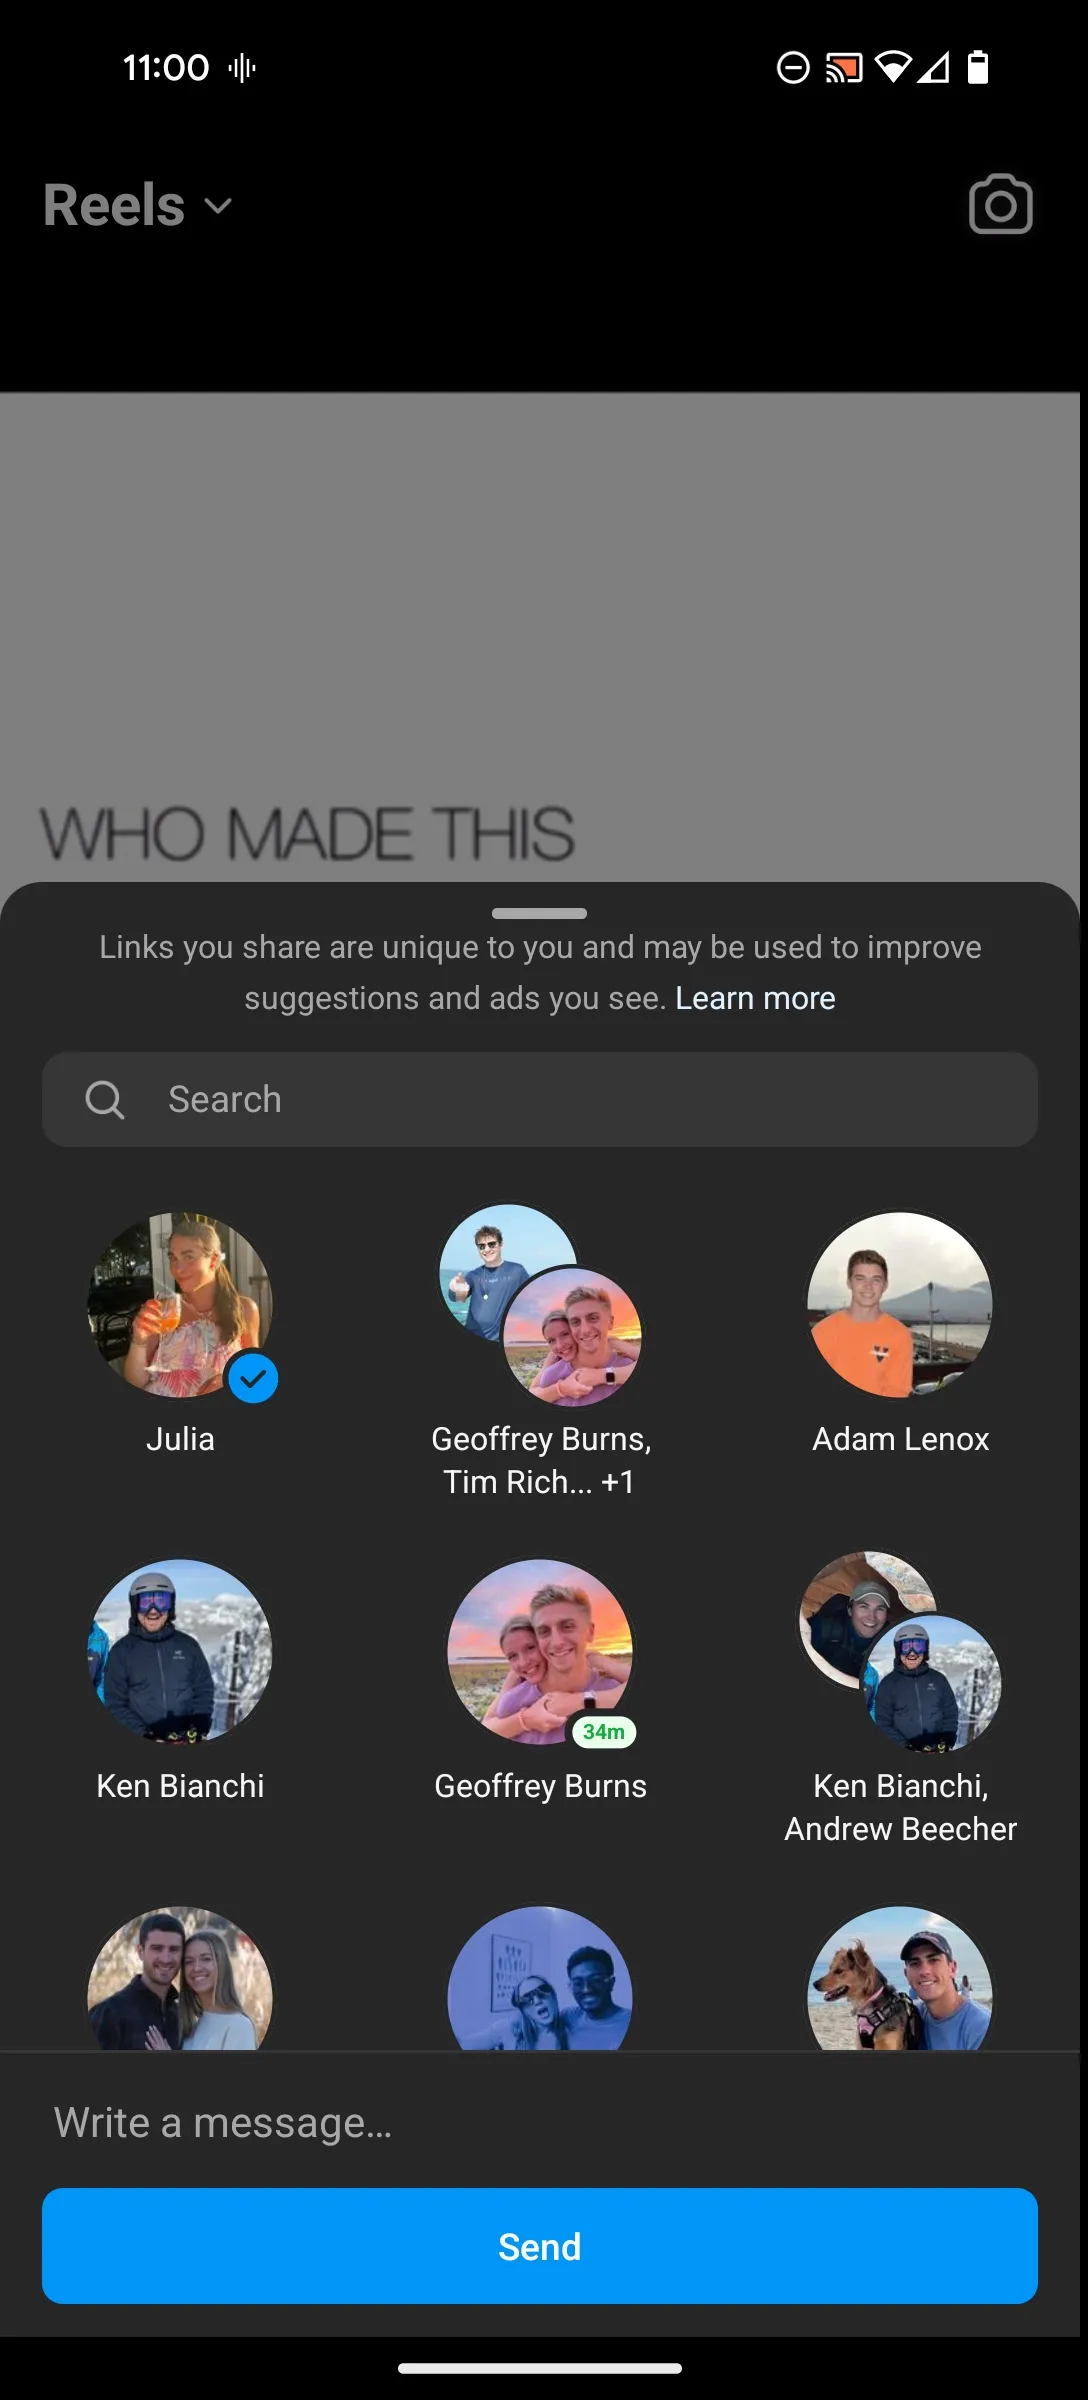 11:00
Reels
WHO MADE THIS
Links you share are unique to you and may be used to improve
suggestions and ads you see. Learn more
Search
Julia
Geoffrey Burns,
Tim Rich... +1
Adam Lenox
Ken Bianchi
34m
Geoffrey Burns
Ken Bianchi,
Andrew Beecher
Write a message...
Send